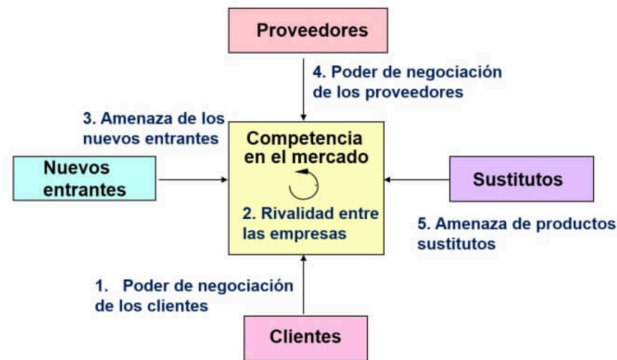 Proveedores
4. Poder de negociación
de los proveedores
3. Amenaza de los
nuevos entrantes
Competencia
en el mercado
Nuevos
entrantes
2. Rivalidad entre
las empresas
Sustitutos
5. Amenaza de productos
sustitutos
1. Poder de negociación
de los clientes
Clientes